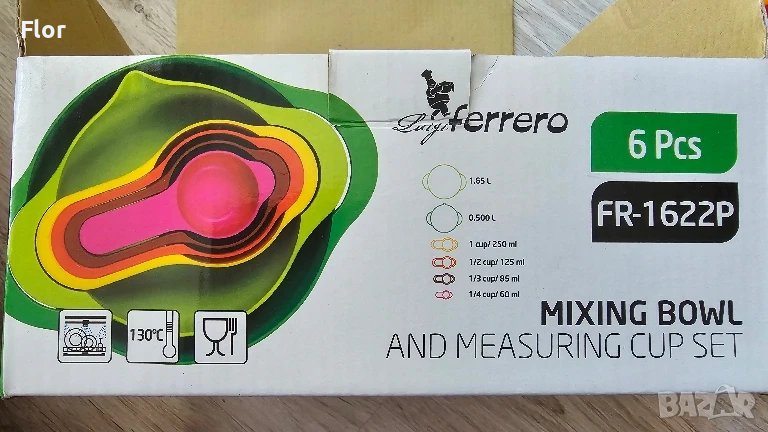 Flor
Luigi ferrero
6 Pcs
FR-1622P
1.65 L
0.500 L
1 cup/ 250 ml
1/2 cup/ 125 ml
1/3 cup/ 85 ml
1/4 cup/ 60 ml
130°C
MIXING BOWL
AND MEASURING CUP SET
BAZAR